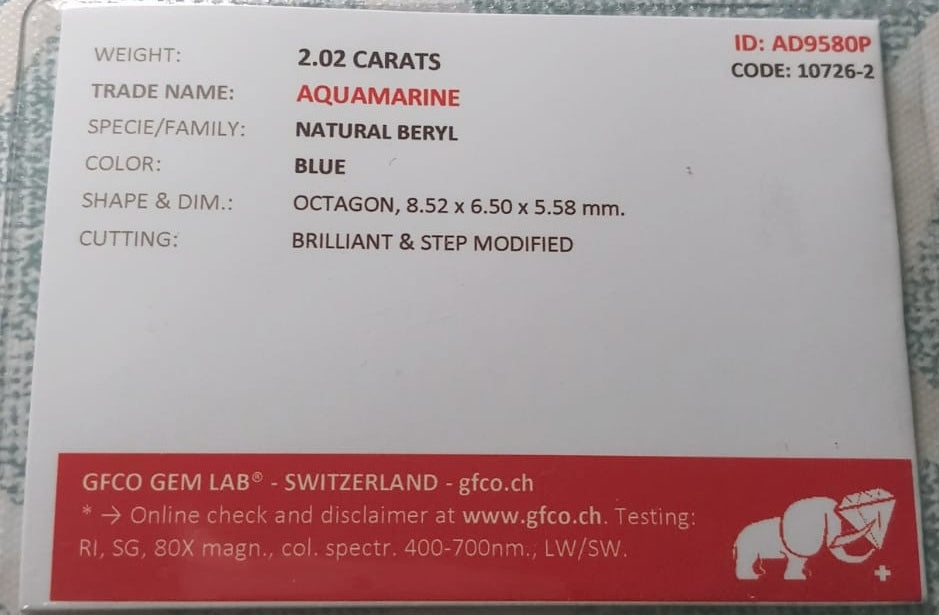 ID: AD9580P
CODE: 10726-2
WEIGHT: 2.02 CARATS
TRADE NAME: AQUAMARINE
SPECIE/FAMILY: NATURAL BERYL
COLOR: BLUE
SHAPE & DIM.: OCTAGON, 8.52 x 6.50 x 5.58 mm.
CUTTING: BRILLIANT & STEP MODIFIED
GFCO GEM LAB® - SWITZERLAND - gfco.ch
* → Online check and disclaimer at www.gfco.ch. Testing:
RI, SG, 80X magn., col. spectr. 400-700nm.; LW/SW.